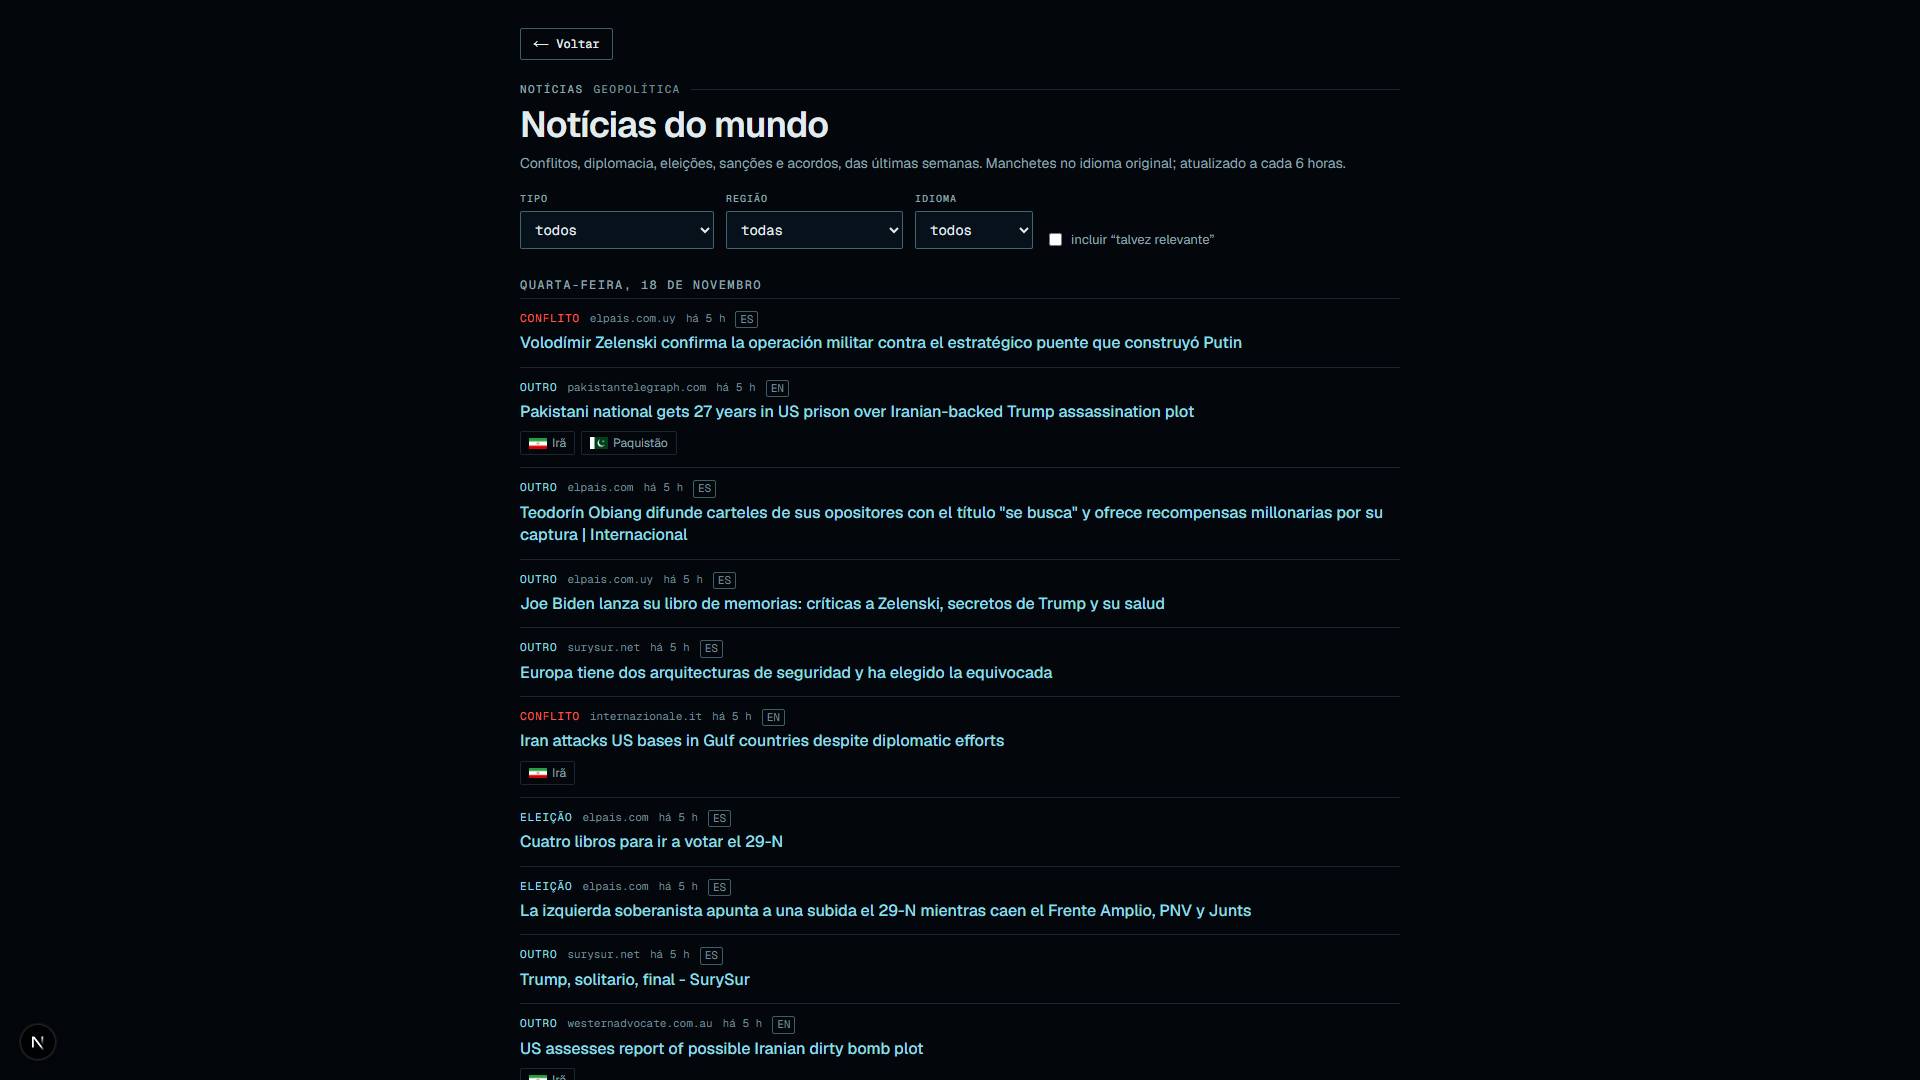 ← Voltar
NOTÍCIAS GEOPOLÍTICA
Notícias do mundo
Conflitos, diplomacia, eleições, sanções e acordos, das últimas semanas. Manchetes no idioma original; atualizado a cada 6 horas.
TIPO REGIÃO IDIOMA
todos todas todos incluir “talvez relevante”
QUARTA-FEIRA, 18 DE NOVEMBRO
CONFLITO elpais.com.uy há 5 h ES
Volodímir Zelenski confirma la operación militar contra el estratégico puente que construyó Putin
OUTRO pakistantelegraph.com há 5 h EN
Pakistani national gets 27 years in US prison over Iranian-backed Trump assassination plot
Irã Paquistão
OUTRO elpais.com há 5 h ES
Teodorín Obiang difunde carteles de sus opositores con el título "se busca" y ofrece recompensas millonarias por su
captura | Internacional
OUTRO elpais.com.uy há 5 h ES
Joe Biden lanza su libro de memorias: críticas a Zelenski, secretos de Trump y su salud
OUTRO surysur.net há 5 h ES
Europa tiene dos arquitecturas de seguridad y ha elegido la equivocada
CONFLITO internazionale.it há 5 h EN
Iran attacks US bases in Gulf countries despite diplomatic efforts
Irã
ELEIÇÃO elpais.com há 5 h ES
Cuatro libros para ir a votar el 29-N
ELEIÇÃO elpais.com há 5 h ES
La izquierda soberanista apunta a una subida el 29-N mientras caen el Frente Amplio, PNV y Junts
OUTRO surysur.net há 5 h ES
Trump, solitario, final - SurySur
OUTRO westernadvocate.com.au há 5 h EN
US assesses report of possible Iranian dirty bomb plot
Irã
N